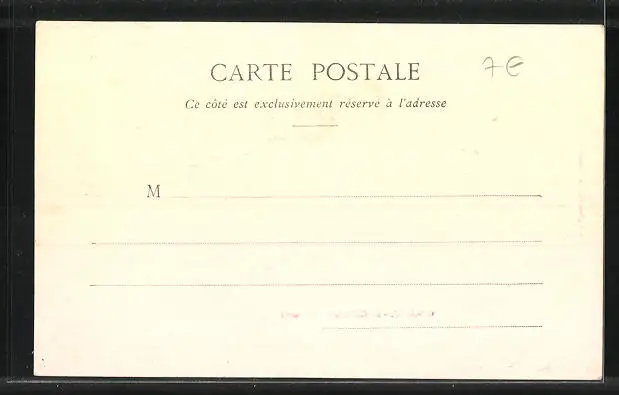 CARTE POSTALE
7€
Ce côté est exclusivement réservé à l'adresse
M